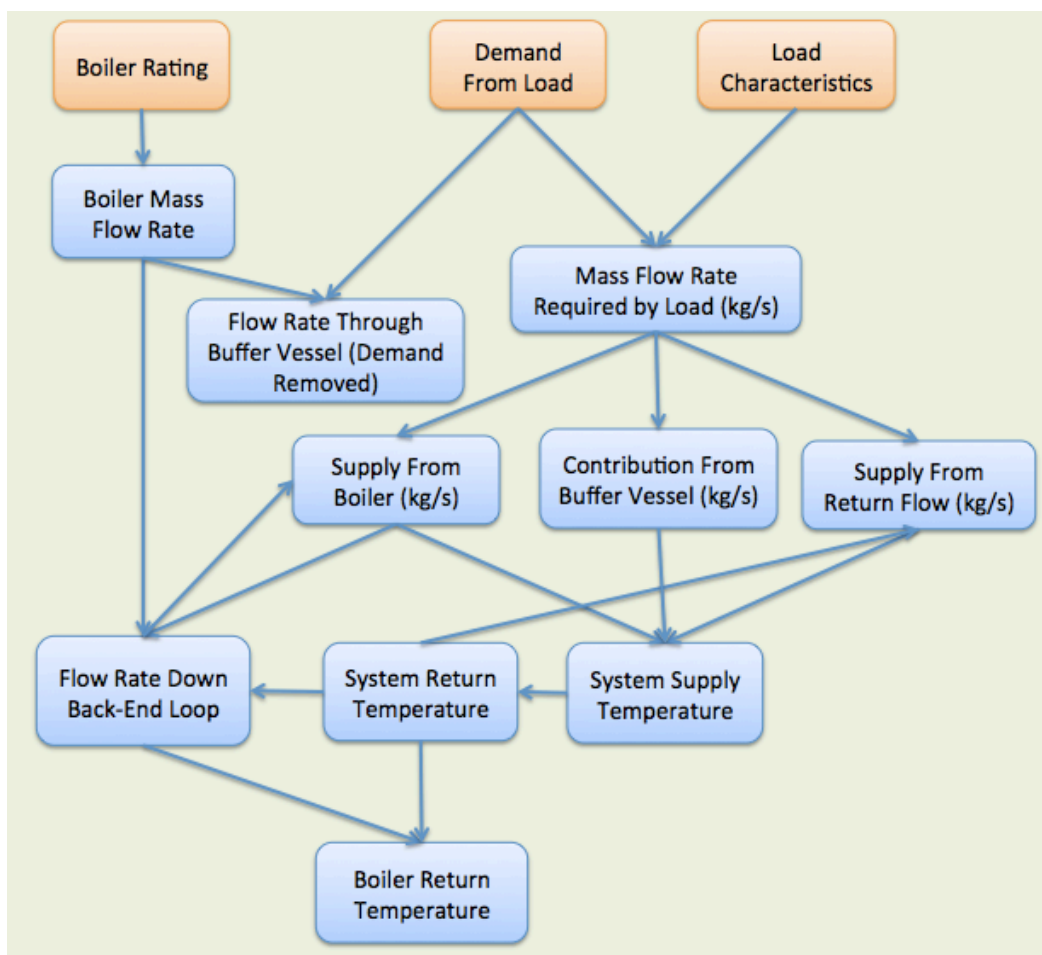 Boiler Rating
Demand
From Load
Load
Characteristics
Boiler Mass
Flow Rate
Mass Flow Rate
Required by Load (kg/s)
Flow Rate Through
Buffer Vessel (Demand
Removed)
Supply From
Boiler (kg/s)
Contribution From
Buffer Vessel (kg/s)
Supply From
Return Flow (kg/s)
Flow Rate Down
Back-End Loop
System Return
Temperature
System Supply
Temperature
Boiler Return
Temperature